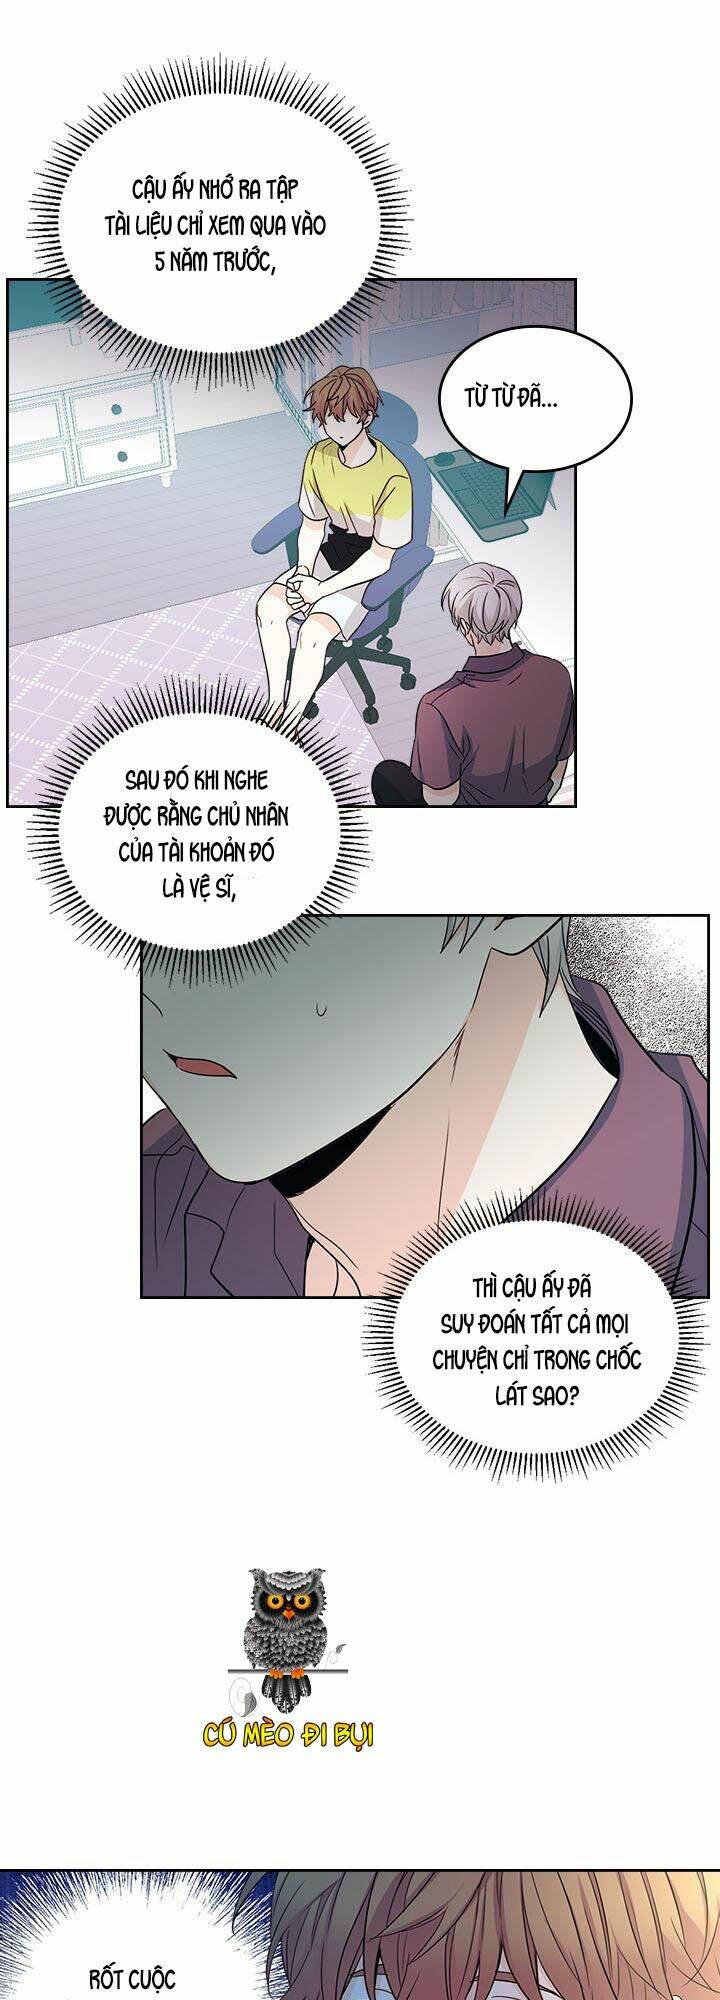 CẬU ẤY NHỚ RA TẬP
TÀI LIỆU CHỈ XEM QUA VÀO
5 NĂM TRƯỚC,
TỪ TỪ ĐÃ...
SAU ĐÓ KHI NGHE
ĐƯỢC RẰNG CHỦ NHÂN
CỦA TÀI KHOẢN ĐÓ
LÀ VỆ SĨ,
THÌ CẬU ẤY ĐÃ
SUY ĐOÁN TẤT CẢ MỌI
CHUYỆN CHỈ TRONG CHỐC
LÁT SAO?
CÚ MÈO ĐI BỤI
RỐT CUỘC